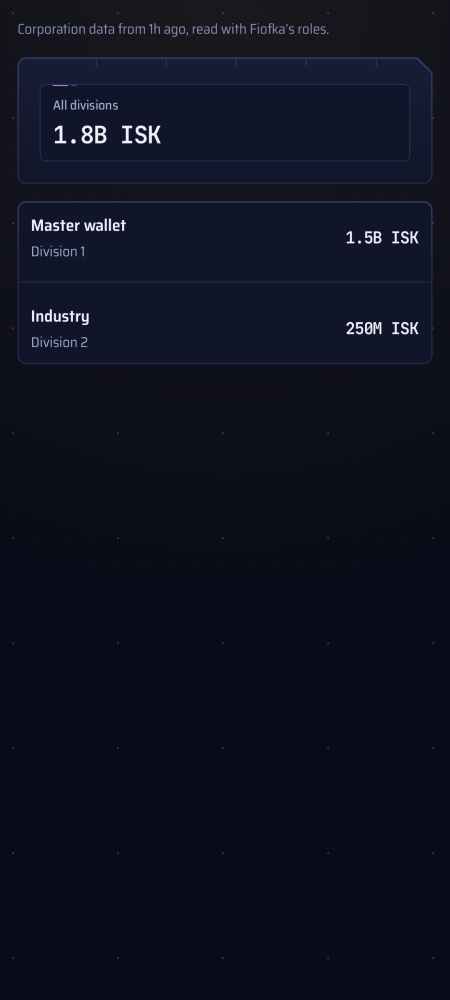 Corporation data from 1h ago, read with Fiofka's roles.
All divisions
1.8B ISK
Master wallet
1.5B ISK
Division 1
Industry
250M ISK
Division 2